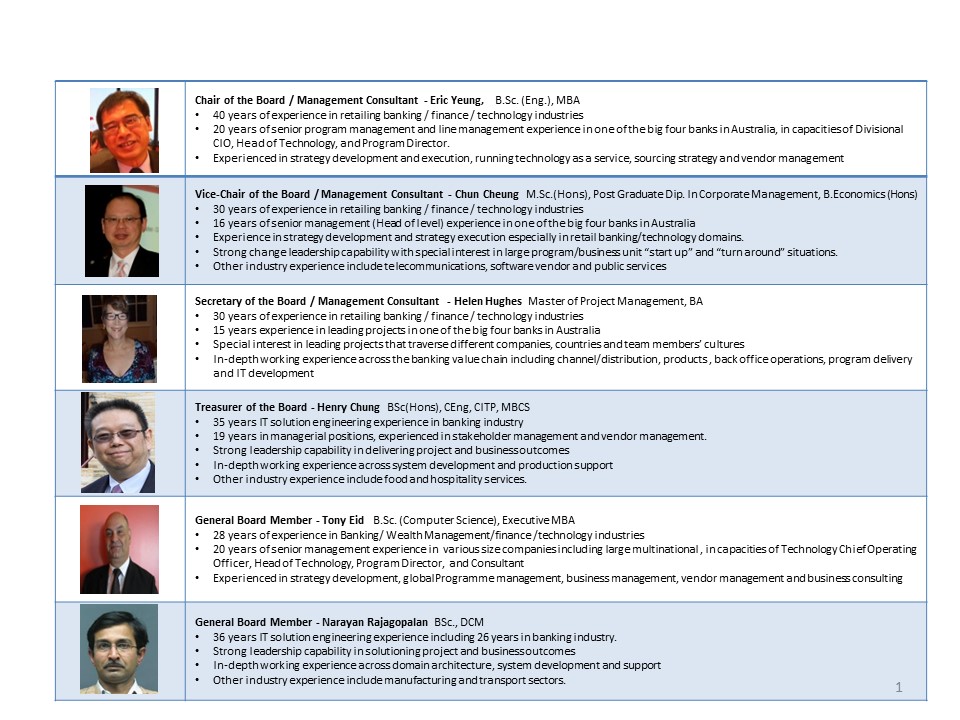 Chair of the Board / Management Consultant - Eric Yeung, B.Sc. (Eng.), MBA
• 40 years of experience in retailing banking / finance / technology industries
• 20 years of senior program management and line management experience in one of the big four banks in Australia, in capacities of Divisional
CIO, Head of Technology, and Program Director.
• Experienced in strategy development and execution, running technology as a service, sourcing strategy and vendor management
Vice-Chair of the Board / Management Consultant - Chun Cheung M.Sc.(Hons), Post Graduate Dip. In Corporate Management, B.Economics (Hons)
• 30 years of experience in retailing banking / finance / technology industries
• 16 years of senior management (Head of level) experience in one of the big four banks in Australia
• Experience in strategy development and strategy execution especially in retail banking/technology domains.
• Strong change leadership capability with special interest in large program/business unit “start up” and “turn around” situations.
• Other industry experience include telecommunications, software vendor and public services
Secretary of the Board / Management Consultant - Helen Hughes Master of Project Management, BA
• 30 years of experience in retailing banking / finance / technology industries
• 15 years experience in leading projects in one of the big four banks in Australia
• Special interest in leading projects that traverse different companies, countries and team members’ cultures
• In-depth working experience across the banking value chain including channel/distribution, products , back office operations, program delivery
and IT development
Treasurer of the Board - Henry Chung BSc(Hons), CEng, CITP, MBCS
• 35 years IT solution engineering experience in banking industry
• 19 years in managerial positions, experienced in stakeholder management and vendor management.
• Strong leadership capability in delivering project and business outcomes
• In-depth working experience across system development and production support
• Other industry experience include food and hospitality services.
General Board Member - Tony Eid B.Sc. (Computer Science), Executive MBA
• 28 years of experience in Banking/ Wealth Management/finance /technology industries
• 20 years of senior management experience in various size companies including large multinational , in capacities of Technology Chief Operating
Officer, Head of Technology, Program Director, and Consultant
• Experienced in strategy development, global Programme management, business management, vendor management and business consulting
General Board Member - Narayan Rajagopalan BSc., DCM
• 36 years IT solution engineering experience including 26 years in banking industry.
• Strong leadership capability in solutioning project and business outcomes
• In-depth working experience across domain architecture, system development and support
• Other industry experience include manufacturing and transport sectors.
1